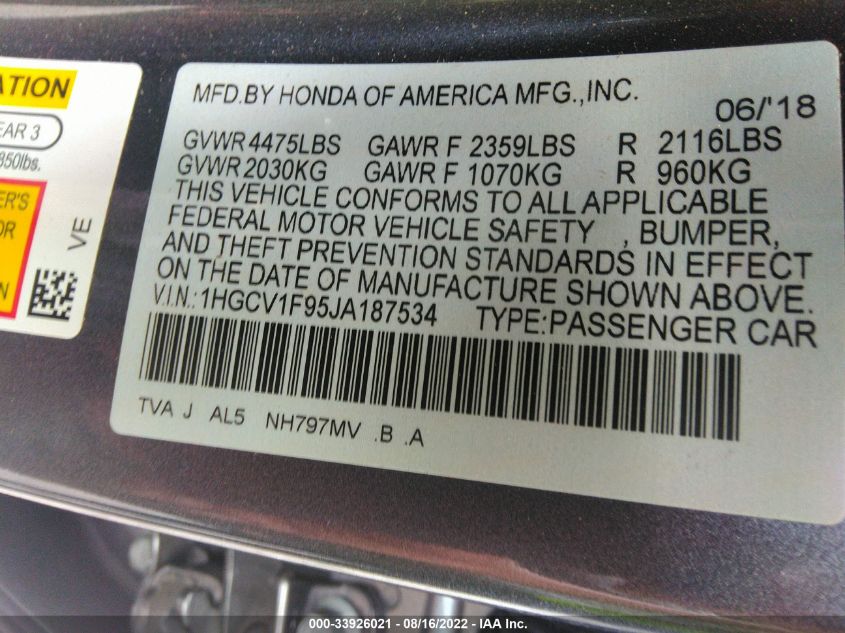 ATION
EAR 3
850lbs.
ER'S
OR
N
VE
MFD.BY HONDA OF AMERICA MFG.,INC.
06/'18
GVWR 4475LBS GAWR F 2359LBS R 2116LBS
GVWR 2030KG GAWR F 1070KG R 960KG
THIS VEHICLE CONFORMS TO ALL APPLICABLE
FEDERAL MOTOR VEHICLE SAFETY , BUMPER,
AND THEFT PREVENTION STANDARDS IN EFFECT
ON THE DATE OF MANUFACTURE SHOWN ABOVE.
V.I.N.:1HGCV1F95JA187534 TYPE:PASSENGER CAR
TVA J AL5 NH797MV .B .A
000-33926021 - 08/16/2022 - IAA Inc.